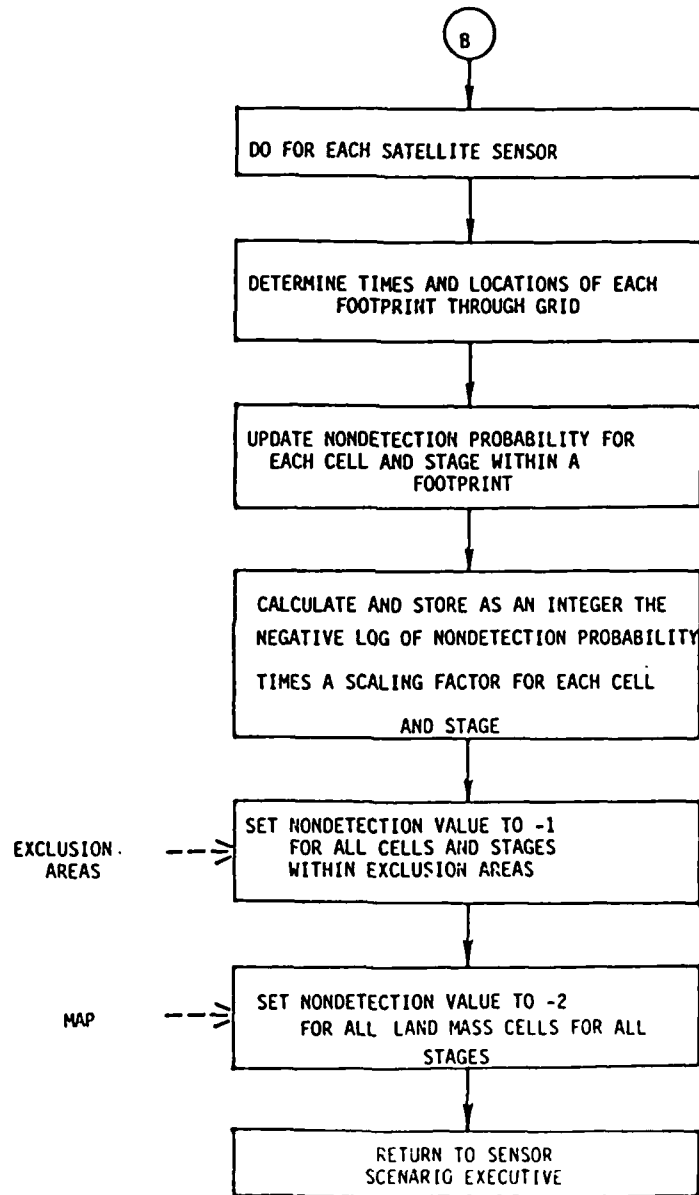 B
DO FOR EACH SATELLITE SENSOR
DETERMINE TIMES AND LOCATIONS OF EACH
FOOTPRINT THROUGH GRID
UPDATE NONDETECTION PROBABILITY FOR
EACH CELL AND STAGE WITHIN A
FOOTPRINT
CALCULATE AND STORE AS AN INTEGER THE
NEGATIVE LOG OF NONDETECTION PROBABILITY
TIMES A SCALING FACTOR FOR EACH CELL
AND STAGE
EXCLUSION
AREAS
SET NONDETECTION VALUE TO -1
FOR ALL CELLS AND STAGES
WITHIN EXCLUSION AREAS
MAP
SET NONDETECTION VALUE TO -2
FOR ALL LAND MASS CELLS FOR ALL
STAGES
RETURN TO SENSOR
SCENARIO EXECUTIVE